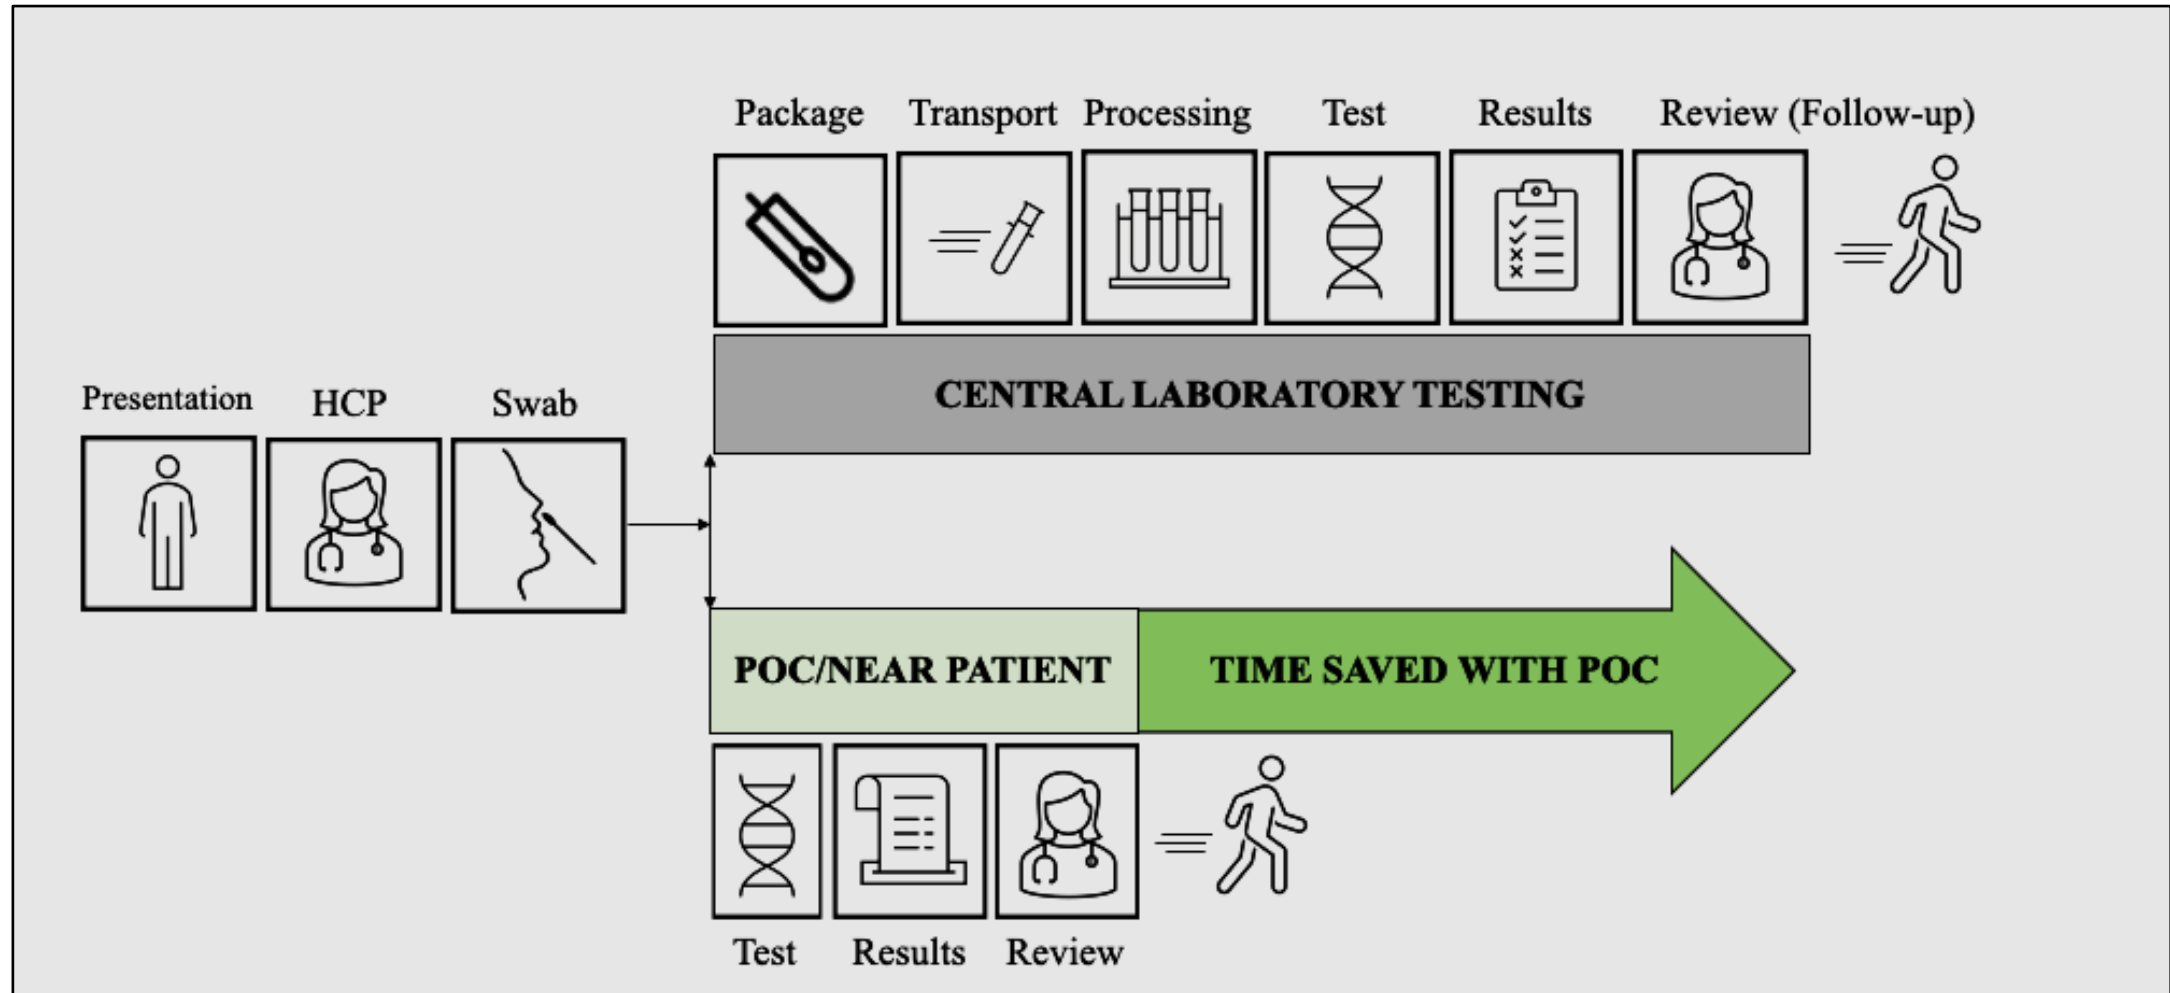 Package
Transport
Processing
Test
Results
Review (Follow-up)
CENTRAL LABORATORY TESTING
Presentation
HCP
Swab
POC/NEAR PATIENT
TIME SAVED WITH POC
Test
Results
Review